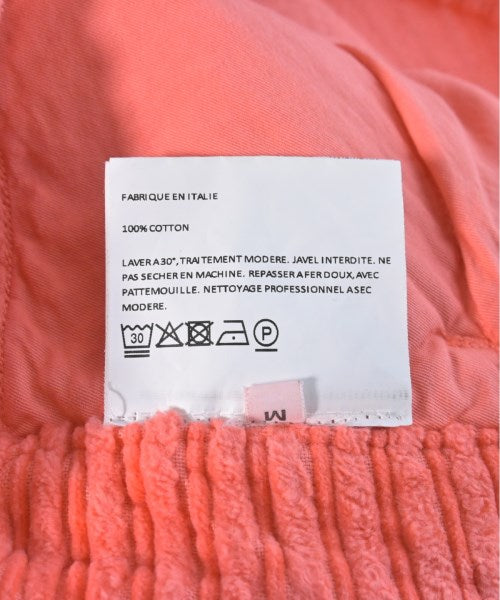 FABRIQUE EN ITALIE
100% COTTON
LAVER A 30°, TRAITEMENT MODERE. JAVEL INTERDITE. NE
PAS SECHER EN MACHINE. REPASSER A FER DOUX, AVEC
PATTEMOUILLE. NETTOYAGE PROFESSIONNEL A SEC
MODERE.
30 P
M